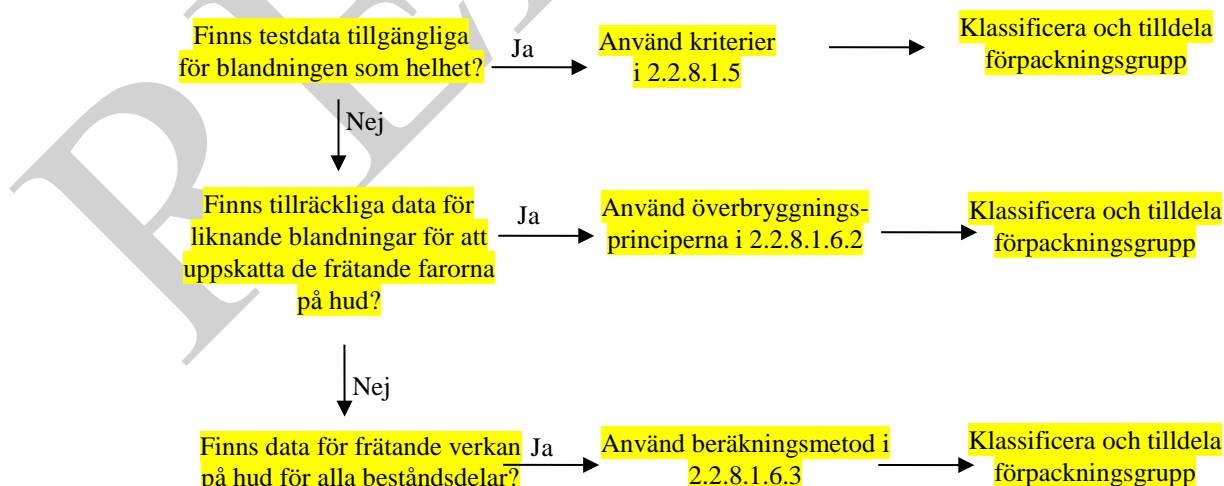 Finns testdata tillgängliga
för blandningen som helhet?
Ja
Använd kriterier
i 2.2.8.1.5
Klassificera och tilldela
förpackningsgrupp
Nej
Finns tillräckliga data för
liknande blandningar för att
uppskatta de frätande farorna
på hud?
Ja
Använd överbryggnings-
principerna i 2.2.8.1.6.2
Klassificera och tilldela
förpackningsgrupp
Nej
Finns data för frätande verkan
på hud för alla beståndsdelar?
Ja
Använd beräkningsmetod i
2.2.8.1.6.3
Klassificera och tilldela
förpackningsgrupp